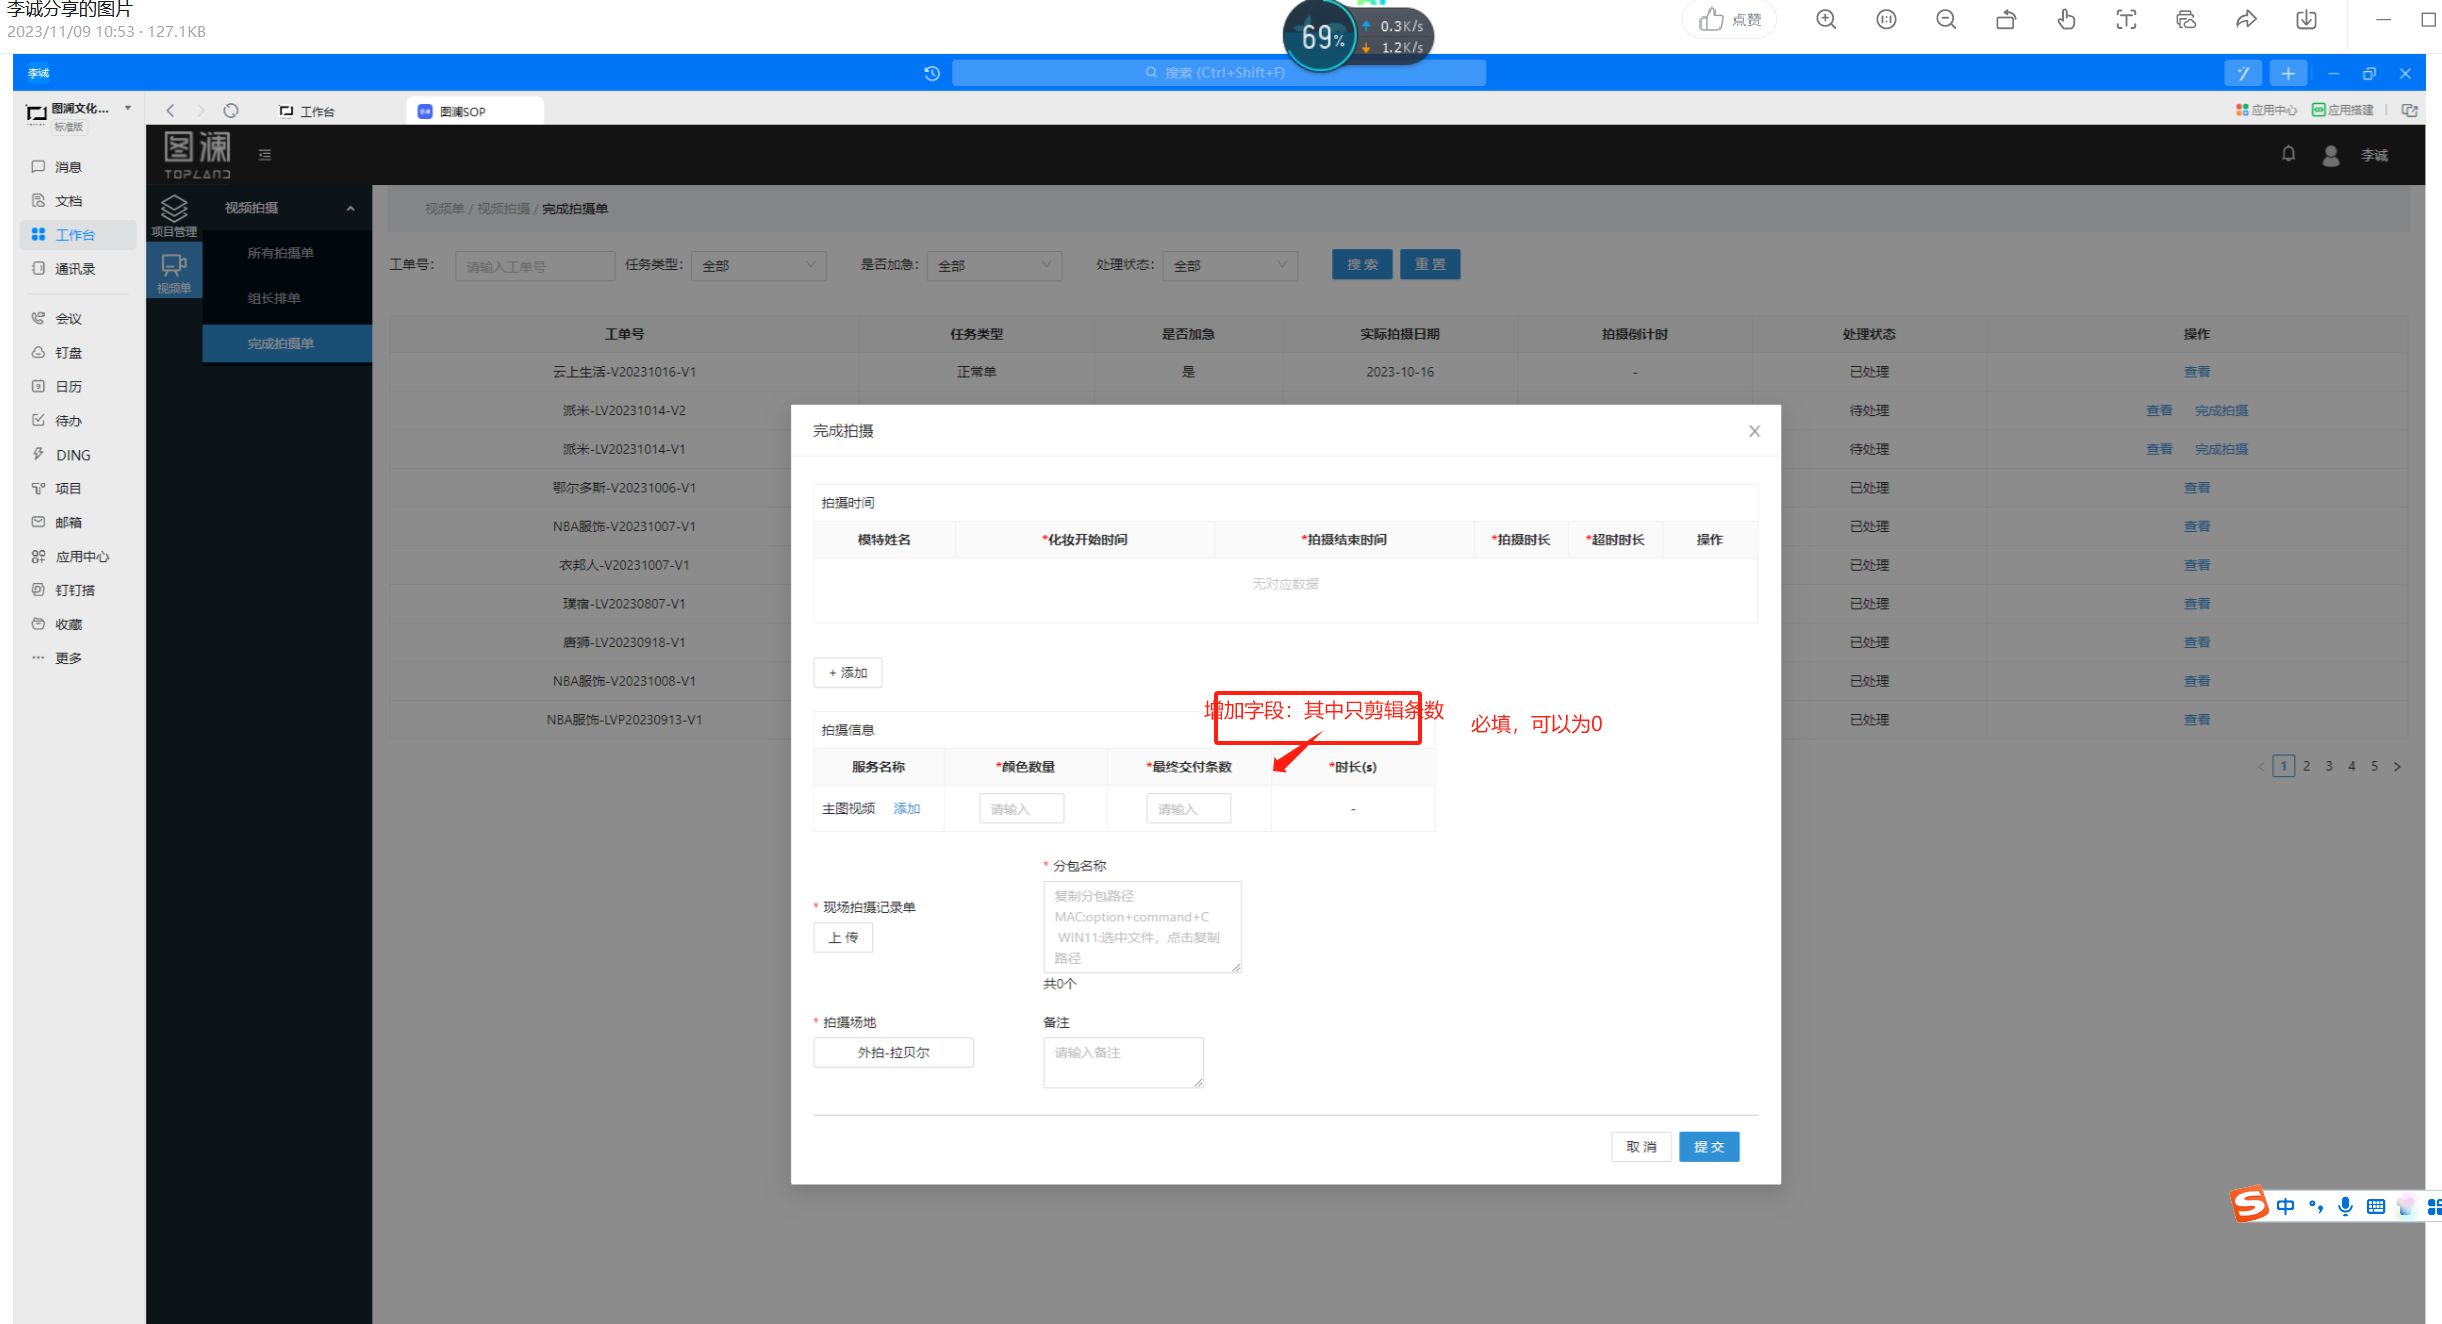 李诚分享的图片
2023/11/09 10:53 · 127.1KB
69%
0.3K/s
1.2K/s
点赞
李诚
搜索 (Ctrl+Shift+F)
图澜文化...
标准版
工作台
图澜SOP
应用中心
应用搭建
消息
文档
工作台
通讯录
会议
钉盘
日历
待办
DING
项目
邮箱
应用中心
钉钉搭
收藏
更多
图澜
TOPLAND
李诚
项目管理
视频单
视频拍摄
所有拍摄单
组长排单
完成拍摄单
视频单 / 视频拍摄 / 完成拍摄单
工单号： 请输入工单号 任务类型： 全部 是否加急： 全部 处理状态： 全部 搜 索 重 置
工单号 任务类型 是否加急 实际拍摄日期 拍摄倒计时 处理状态 操作
云上生活-V20231016-V1 正常单 是 2023-10-16 - 已处理 查看
派米-LV20231014-V2 待处理 查看 完成拍摄
派米-LV20231014-V1 待处理 查看 完成拍摄
鄂尔多斯-V20231006-V1 已处理 查看
NBA服饰-V20231007-V1 已处理 查看
衣邦人-V20231007-V1 已处理 查看
璞宿-LV20230807-V1 已处理 查看
唐狮-LV20230918-V1 已处理 查看
NBA服饰-V20231008-V1 已处理 查看
NBA服饰-LVP20230913-V1 已处理 查看
< 1 2 3 4 5 >
完成拍摄
拍摄时间
模特姓名 *化妆开始时间 *拍摄结束时间 *拍摄时长 *超时时长 操作
无对应数据
+ 添加
增加字段：其中只剪辑条数
必填，可以为0
拍摄信息
服务名称 *颜色数量 *最终交付条数 *时长(s)
主图视频 添加 请输入 请输入 -
* 现场拍摄记录单
上 传
* 分包名称
复制分包路径
MAC:option+command+C
WIN11:选中文件，点击复制
路径
共0个
* 拍摄场地
外拍-拉贝尔
备注
请输入备注
取 消 提 交
中